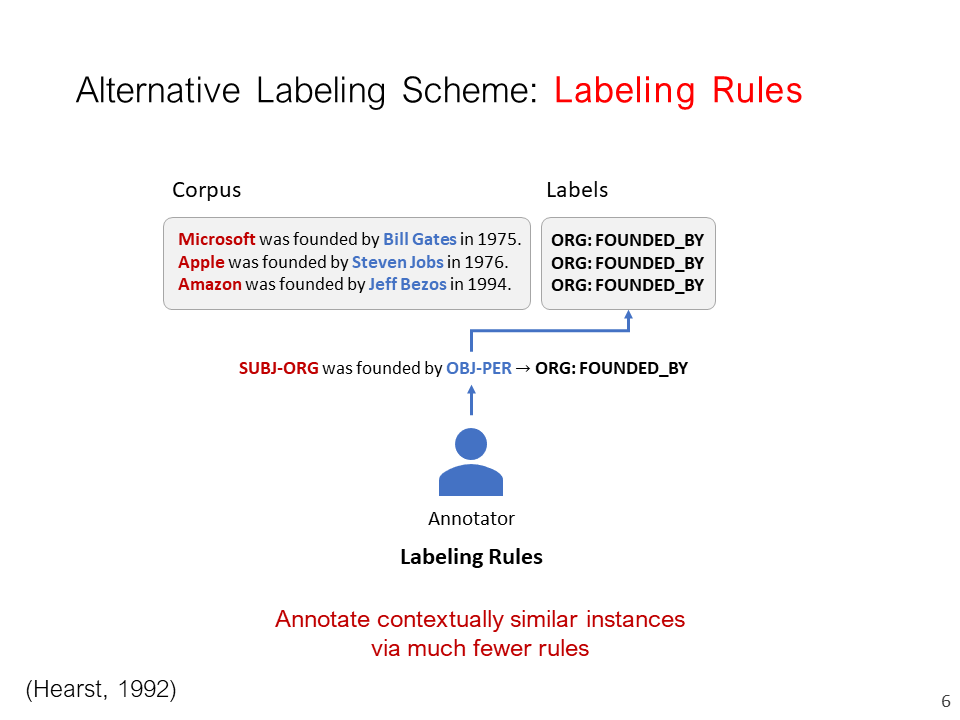 Alternative Labeling Scheme: Labeling Rules
Corpus
Labels
Microsoft was founded by Bill Gates in 1975.
Apple was founded by Steven Jobs in 1976.
Amazon was founded by Jeff Bezos in 1994.
ORG: FOUNDED_BY
ORG: FOUNDED_BY
ORG: FOUNDED_BY
SUBJ-ORG was founded by OBJ-PER → ORG: FOUNDED_BY
Annotator
Labeling Rules
Annotate contextually similar instances
via much fewer rules
(Hearst, 1992)
6